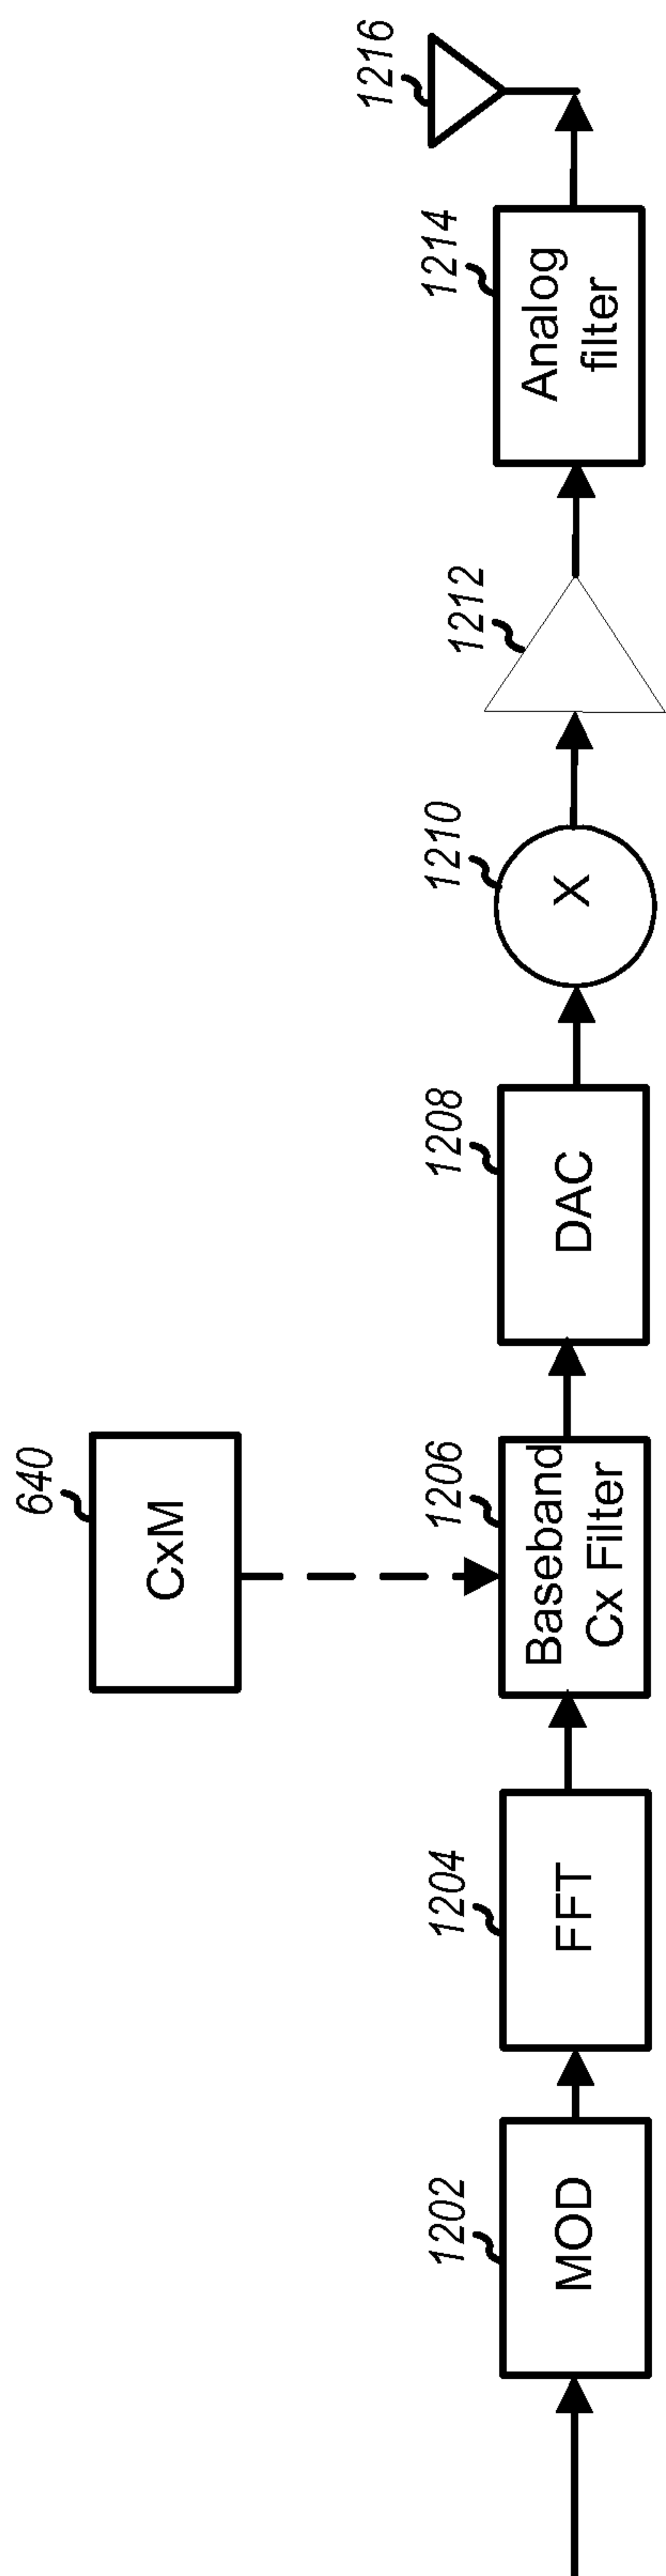 640
CxM
1202
MOD
1204
FFT
1206
Baseband
Cx Filter
1208
DAC
1210
X
1212
1214
Analog
filter
1216